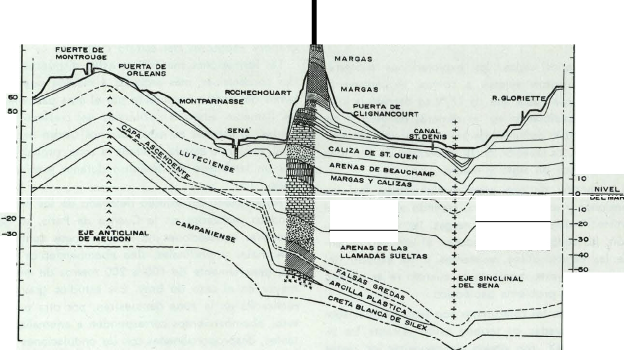 FUERTE DE
MONTROUGE
PUERTA DE
ORLEANS
MONTPARNASSE
ROCHECHOUART
SENA
MARGAS
MARGAS
PUERTA DE
CLIGNANCOURT
CANAL
ST. DENIS
R. GLORIETTE
60
50
-20
-30
CAPA ASCENDENTE
LUTECIENSE
CALIZA DE ST. OUEN
ARENAS DE BEAUCHAMP
MARGAS Y CALIZAS
10
0
10
20
30
40
NIVEL
DEL MAR
EJE ANTICLINAL
DE MEUDON
CAMPANIENSE
ARENAS DE LAS
LLAMADAS SUELTAS
FALSAS GREDAS
ARCILLA PLASTICA
CRETA BLANCA DE SILEX
EJE SINCLINAL
DEL SENA